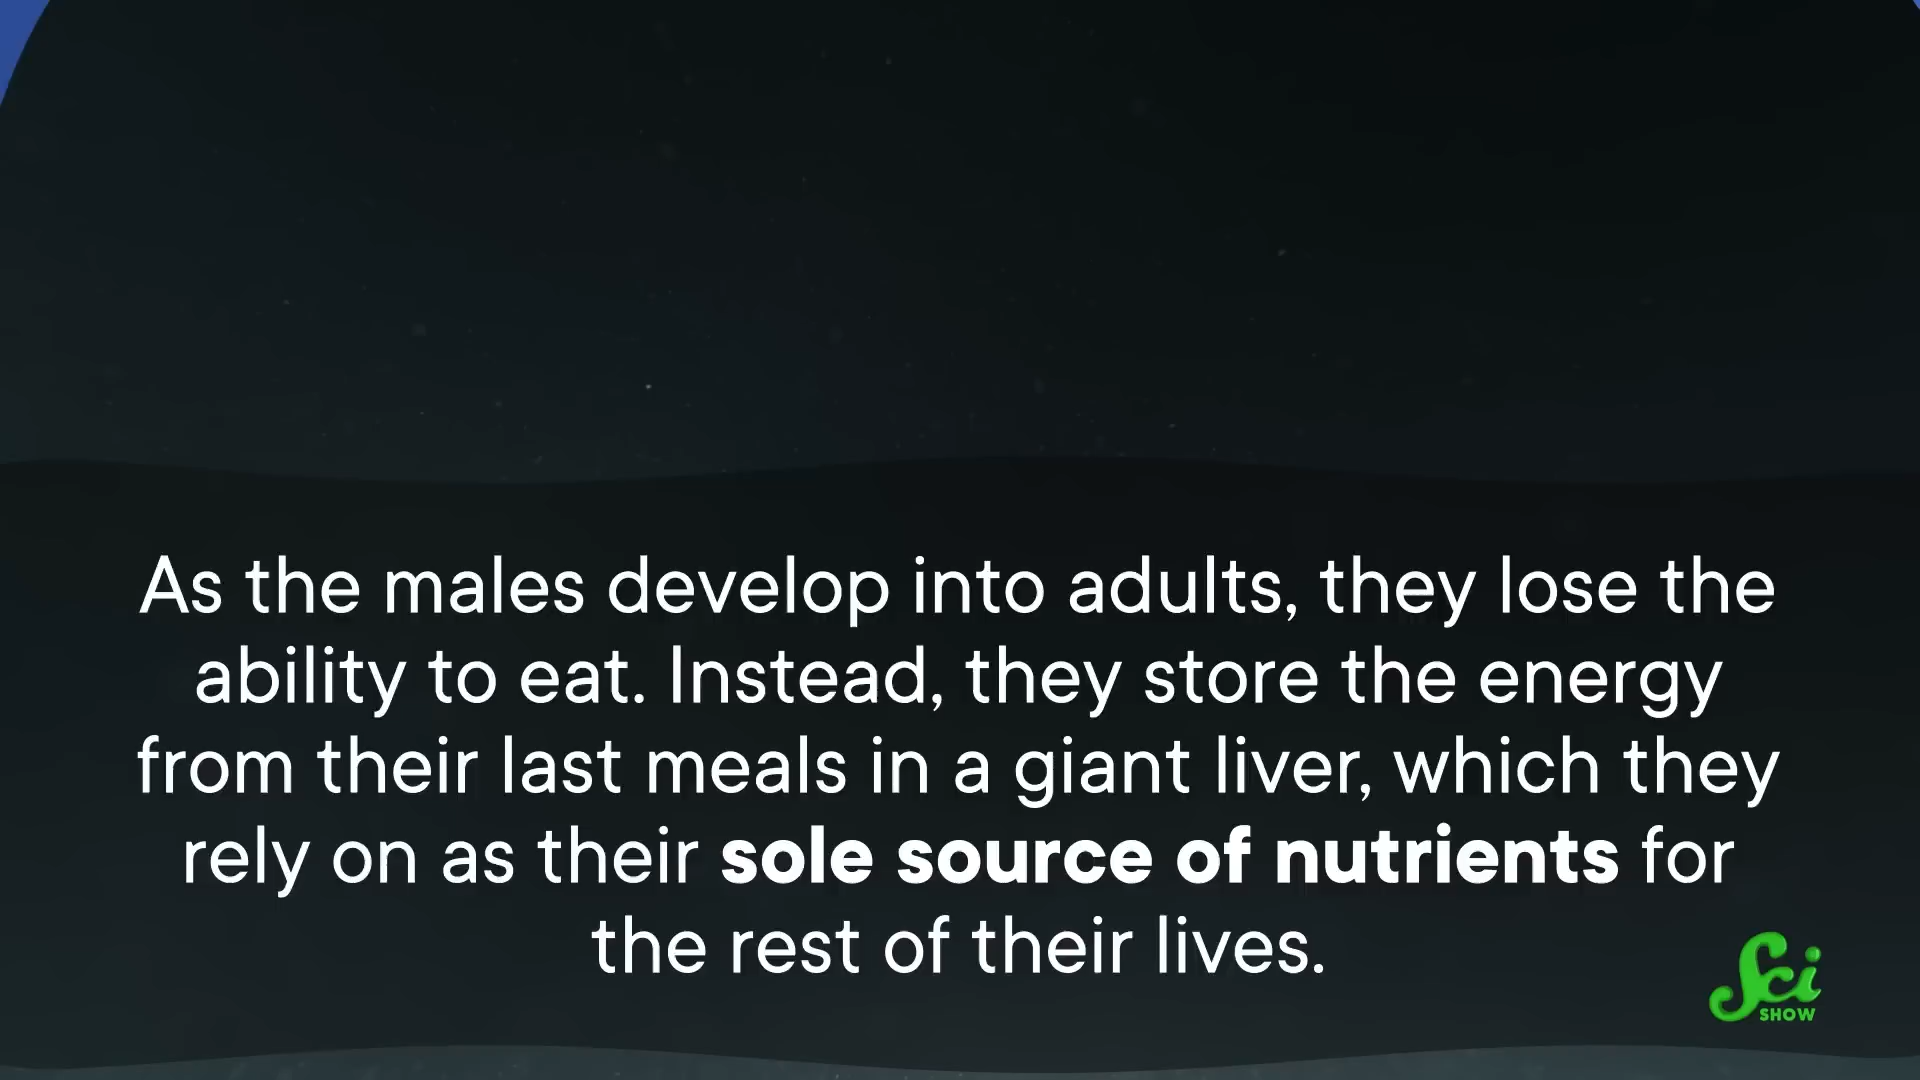 As the males develop into adults, they lose the
ability to eat. Instead, they store the energy
from their last meals in a giant liver, which they
rely on as their sole source of nutrients for
the rest of their lives.
Sci
SHOW